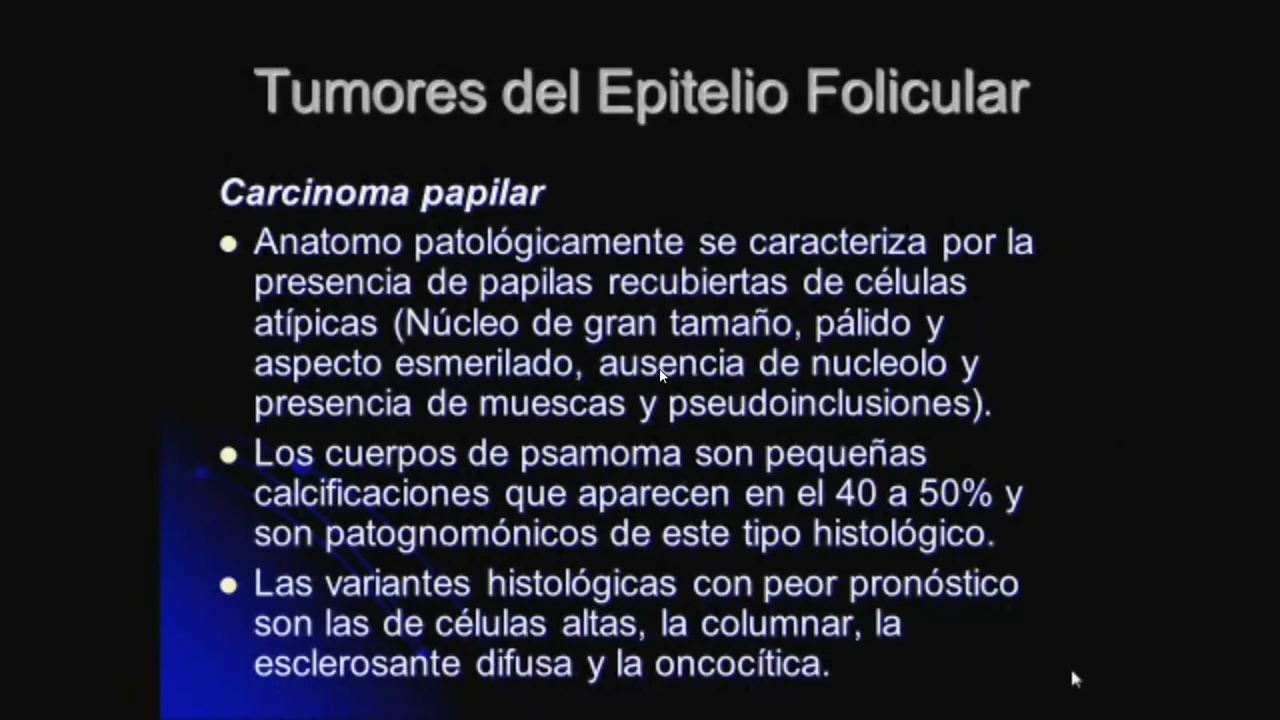 Tumores del Epitelio Folicular
Carcinoma papilar
Anatomo patológicamente se caracteriza por la
presencia de papilas recubiertas de células
atípicas (Núcleo de gran tamaño, pálido y
aspecto esmerilado, ausencia de nucleolo y
presencia de muescas y pseudoinclusiones).
Los cuerpos de psamoma son pequeñas
calcificaciones que aparecen en el 40 a 50% y
son patognomónicos de este tipo histológico.
Las variantes histológicas con peor pronóstico
son las de células altas, la columnar, la
esclerosante difusa y la oncocítica.